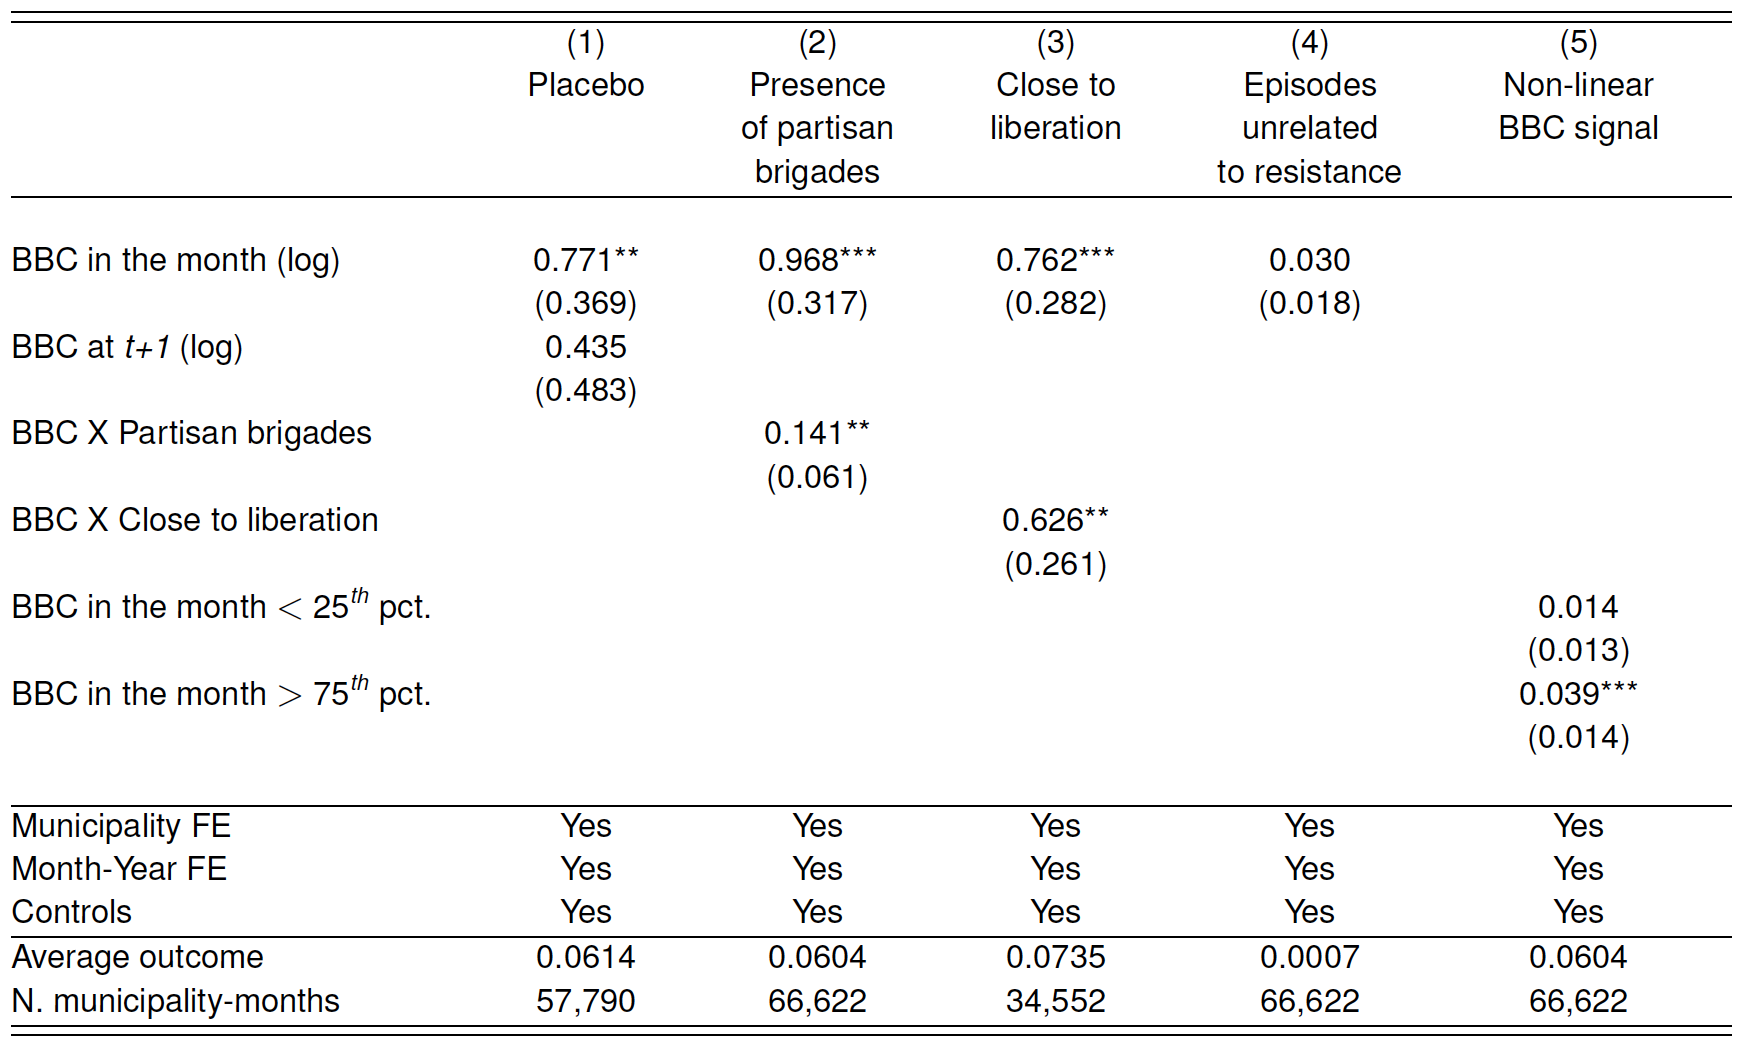 (1) (2) (3) (4) (5)
Placebo Presence Close to Episodes Non-linear
of partisan liberation unrelated BBC signal
brigades to resistance
BBC in the month (log) 0.771** 0.968*** 0.762*** 0.030
(0.369) (0.317) (0.282) (0.018)
BBC at t+1 (log) 0.435
(0.483)
BBC X Partisan brigades 0.141**
(0.061)
BBC X Close to liberation 0.626**
(0.261)
BBC in the month < 25th pct. 0.014
(0.013)
BBC in the month > 75th pct. 0.039***
(0.014)
Municipality FE Yes Yes Yes Yes Yes
Month-Year FE Yes Yes Yes Yes Yes
Controls Yes Yes Yes Yes Yes
Average outcome 0.0614 0.0604 0.0735 0.0007 0.0604
N. municipality-months 57,790 66,622 34,552 66,622 66,622